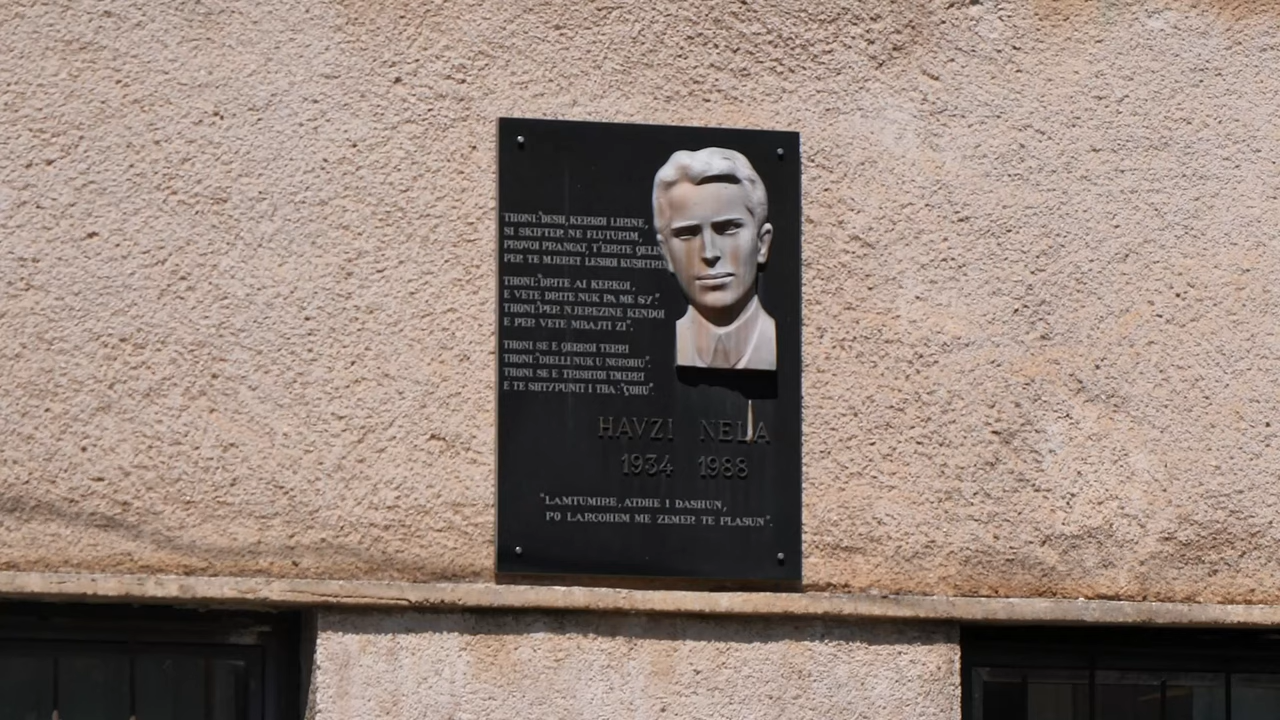 THONI:"DESH, KERKOI LIRINE,
SI SKIFTER NE FLUTURIM,
PROVOI PRANGAT, T'ERRTE QELIN
PER TE MJERET LESHOI KUSHTRIM
THONI:"DRITE AI KERKOI,
E VETE DRITE NUK PA ME SY".
THONI:"PER NJEREZINE KENDOI
E PER VETE MBAJTI ZI".
THONI SE E QERROI TERRI
THONI:"DIELLI NUK U NGROHU".
THONI SE E TRISHTOI TMERRI
E TE SHTYPUNIT I THA:"ÇOHU".
HAVZI NELA
1934 1988
"LAMTUMIRE, ATDHE I DASHUN,
PO LARGOHEM ME ZEMER TE PLASUN".